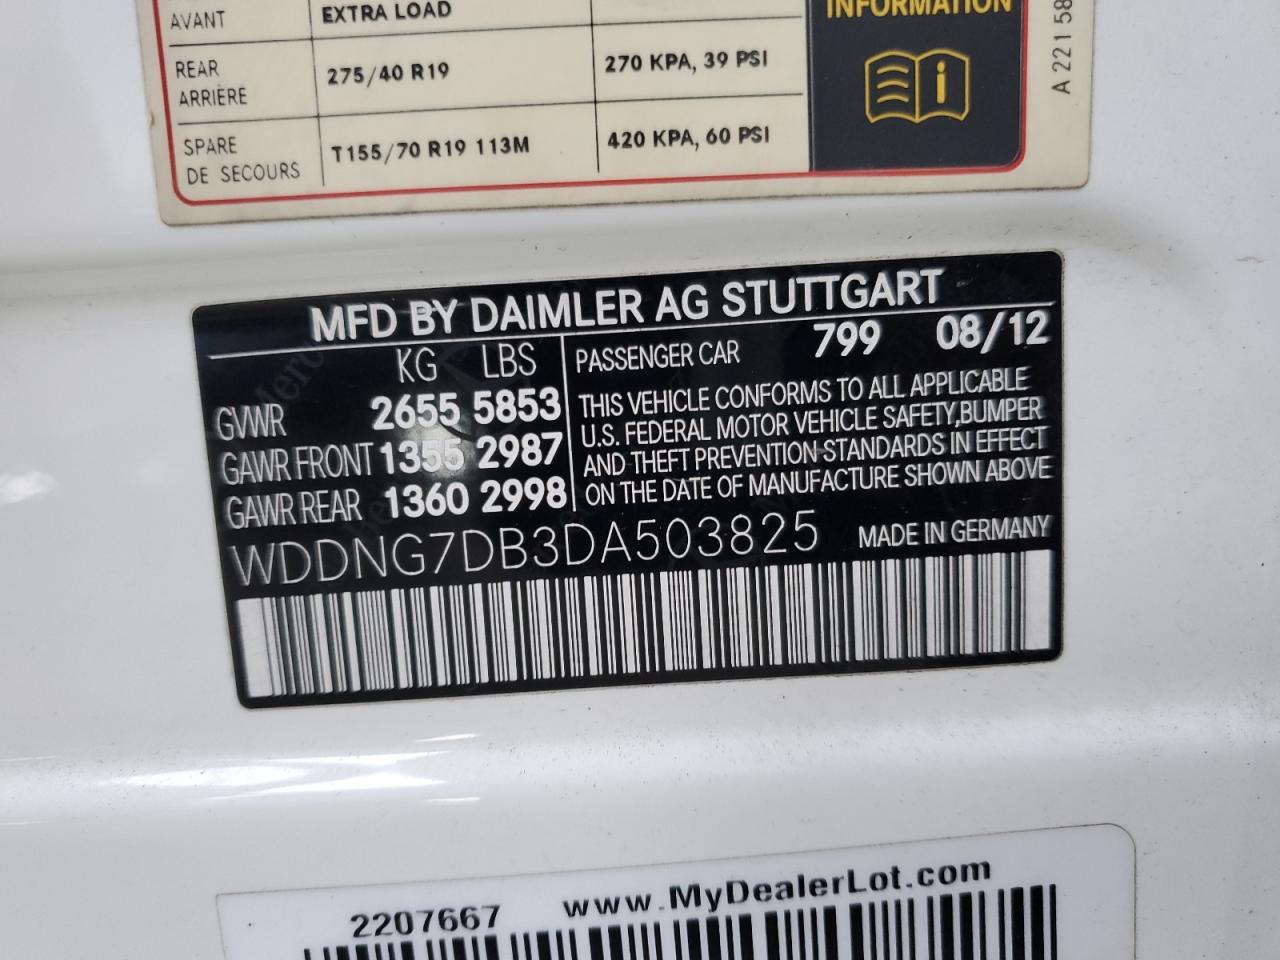 AVANT
EXTRA LOAD
INFORMATION
REAR
ARRIÈRE
275/40 R19
270 KPA, 39 PSI
SPARE
DE SECOURS
T155/70 R19 113M
420 KPA, 60 PSI
A 221 58
MFD BY DAIMLER AG STUTTGART
KG LBS
PASSENGER CAR 799 08/12
GVWR 2655 5853
GAWR FRONT 1355 2987
GAWR REAR 1360 2998
THIS VEHICLE CONFORMS TO ALL APPLICABLE
U.S. FEDERAL MOTOR VEHICLE SAFETY,BUMPER
AND THEFT PREVENTION STANDARDS IN EFFECT
ON THE DATE OF MANUFACTURE SHOWN ABOVE
WDDNG7DB3DA503825
MADE IN GERMANY
2207667
www.MyDealerLot.com